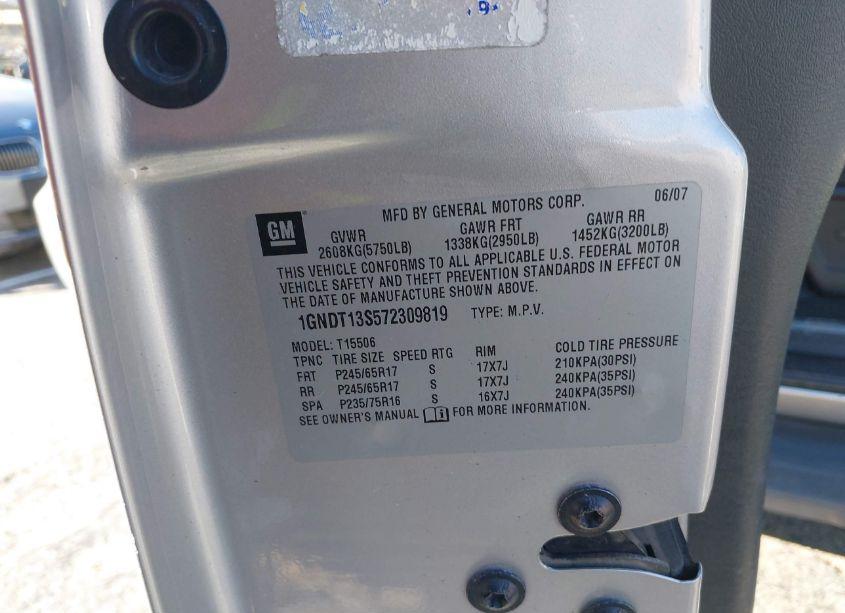 9
MFD BY GENERAL MOTORS CORP. 06/07
GM GVWR GAWR FRT GAWR RR
2608KG(5750LB) 1338KG(2950LB) 1452KG(3200LB)
THIS VEHICLE CONFORMS TO ALL APPLICABLE U.S. FEDERAL MOTOR
VEHICLE SAFETY AND THEFT PREVENTION STANDARDS IN EFFECT ON
THE DATE OF MANUFACTURE SHOWN ABOVE.
1GNDT13S572309819 TYPE: M.P.V.
MODEL: T15506
TPNC TIRE SIZE SPEED RTG RIM COLD TIRE PRESSURE
FRT P245/65R17 S 17X7J 210KPA(30PSI)
RR P245/65R17 S 17X7J 240KPA(35PSI)
SPA P235/75R16 S 16X7J 240KPA(35PSI)
SEE OWNER'S MANUAL i FOR MORE INFORMATION.